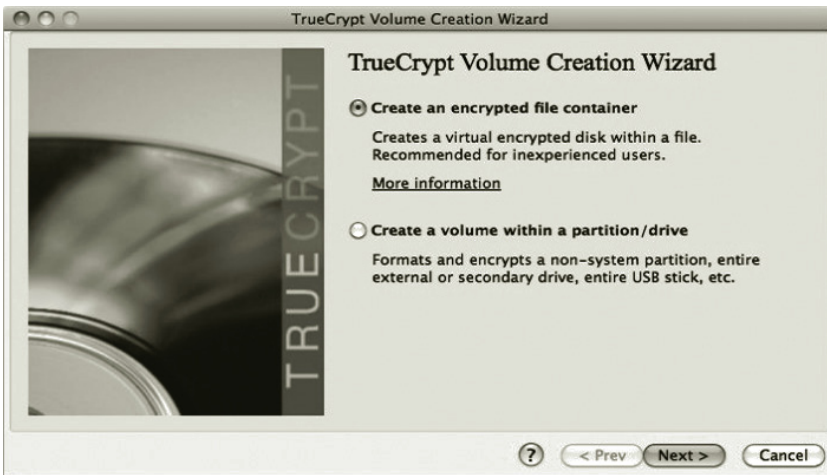 TrueCrypt Volume Creation Wizard
TRUECRYPT
TrueCrypt Volume Creation Wizard
Create an encrypted file container
Creates a virtual encrypted disk within a file.
Recommended for inexperienced users.
More information
Create a volume within a partition/drive
Formats and encrypts a non-system partition, entire
external or secondary drive, entire USB stick, etc.
?
< Prev
Next >
Cancel